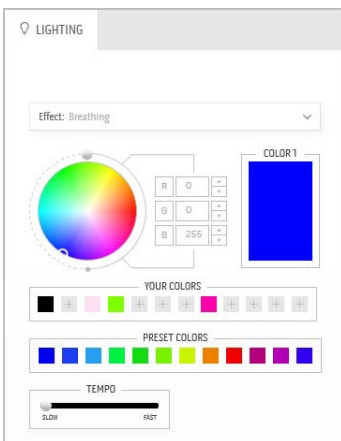 LIGHTING
Effect: Breathing
COLOR 1
R 0
G 0
B 255
YOUR COLORS
PRESET COLORS
TEMPO
SLOW FAST